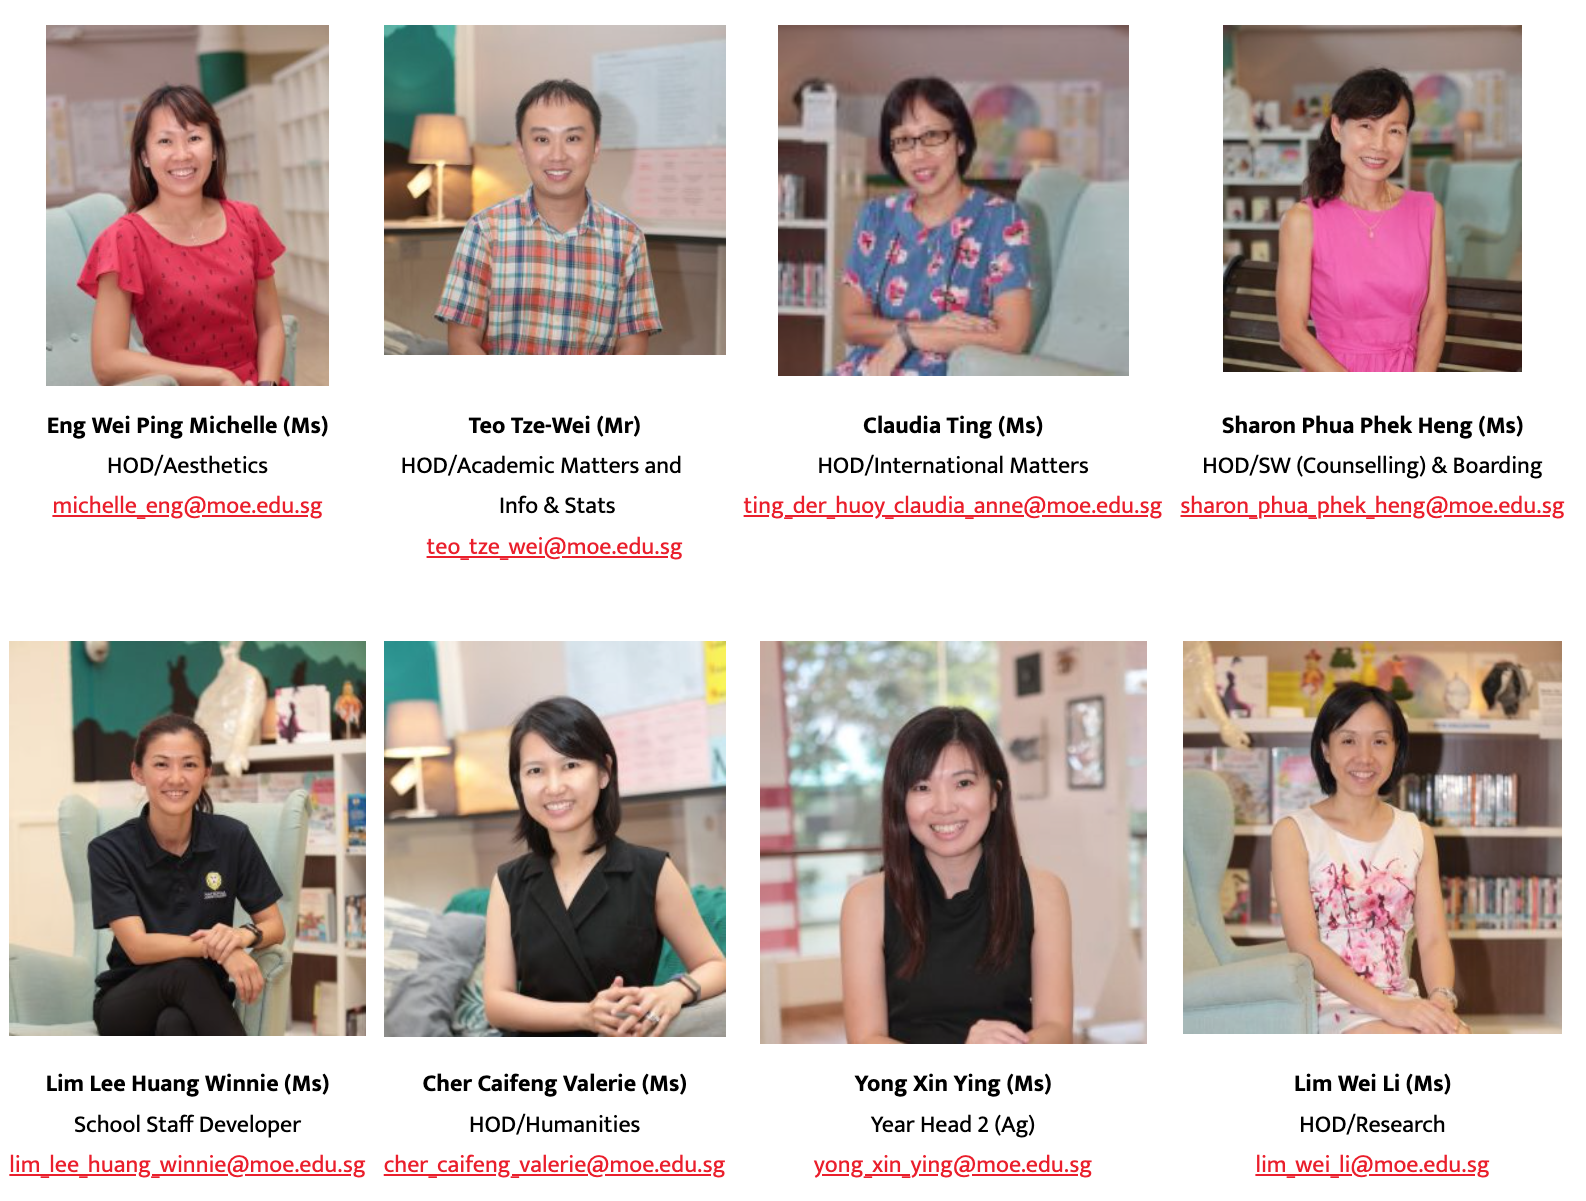 Eng Wei Ping Michelle (Ms)
HOD/Aesthetics
michelle_eng@moe.edu.sg
Teo Tze-Wei (Mr)
HOD/Academic Matters and
Info & Stats
teo_tze_wei@moe.edu.sg
Claudia Ting (Ms)
HOD/International Matters
ting_der_huoy_claudia_anne@moe.edu.sg
Sharon Phua Phek Heng (Ms)
HOD/SW (Counselling) & Boarding
sharon_phua_phek_heng@moe.edu.sg
Lim Lee Huang Winnie (Ms)
School Staff Developer
lim_lee_huang_winnie@moe.edu.sg
Cher Caifeng Valerie (Ms)
HOD/Humanities
cher_caifeng_valerie@moe.edu.sg
Yong Xin Ying (Ms)
Year Head 2 (Ag)
yong_xin_ying@moe.edu.sg
Lim Wei Li (Ms)
HOD/Research
lim_wei_li@moe.edu.sg